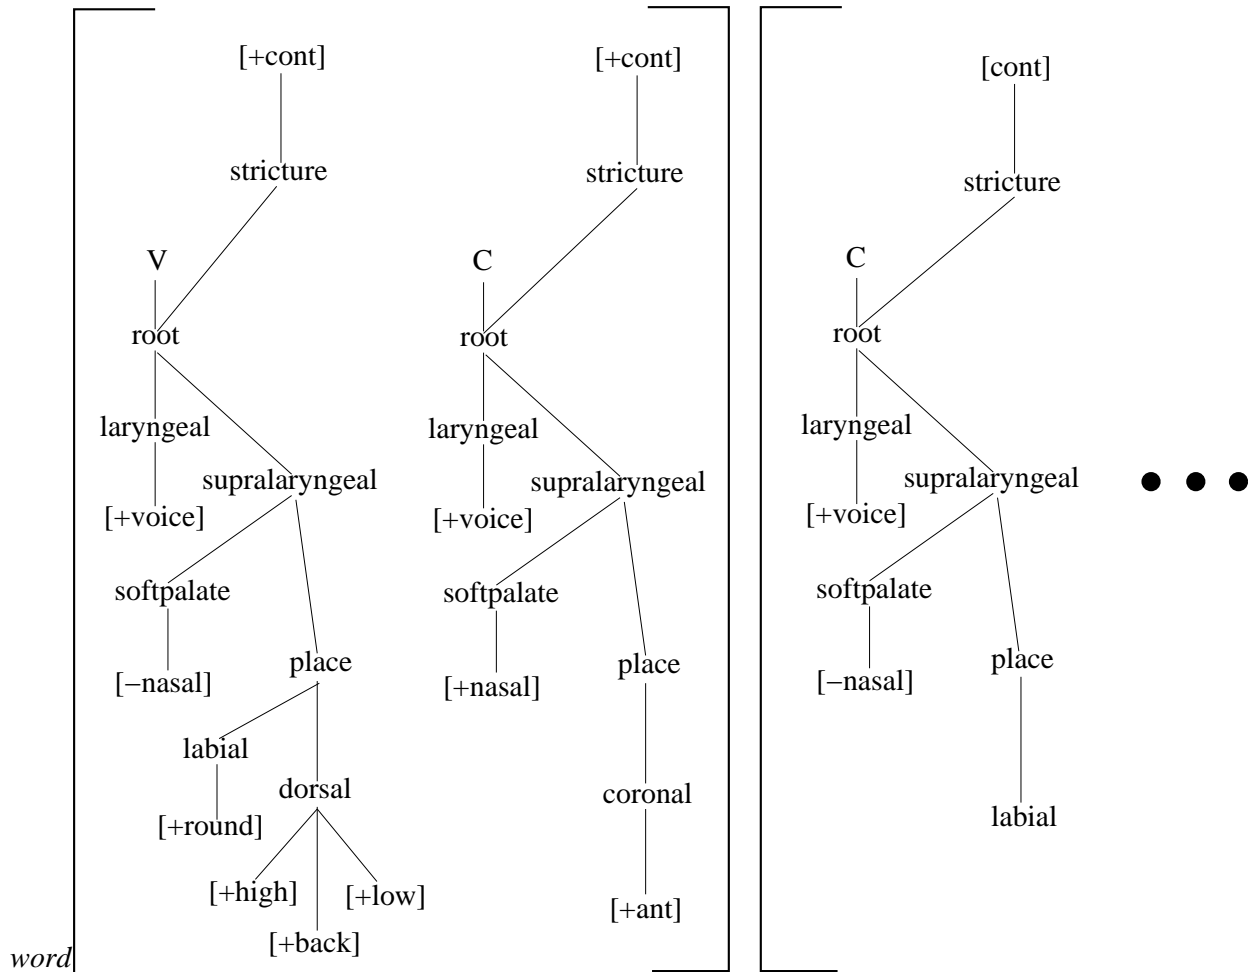 [+cont]
stricture
V
root
laryngeal
supralaryngeal
[+voice]
softpalate
[−nasal]
place
labial
dorsal
[+round]
[+high]
[+low]
[+back]
[+cont]
stricture
C
root
laryngeal
supralaryngeal
[+voice]
softpalate
[+nasal]
place
coronal
[+ant]
[cont]
stricture
C
root
laryngeal
supralaryngeal
[+voice]
softpalate
[−nasal]
place
labial
word